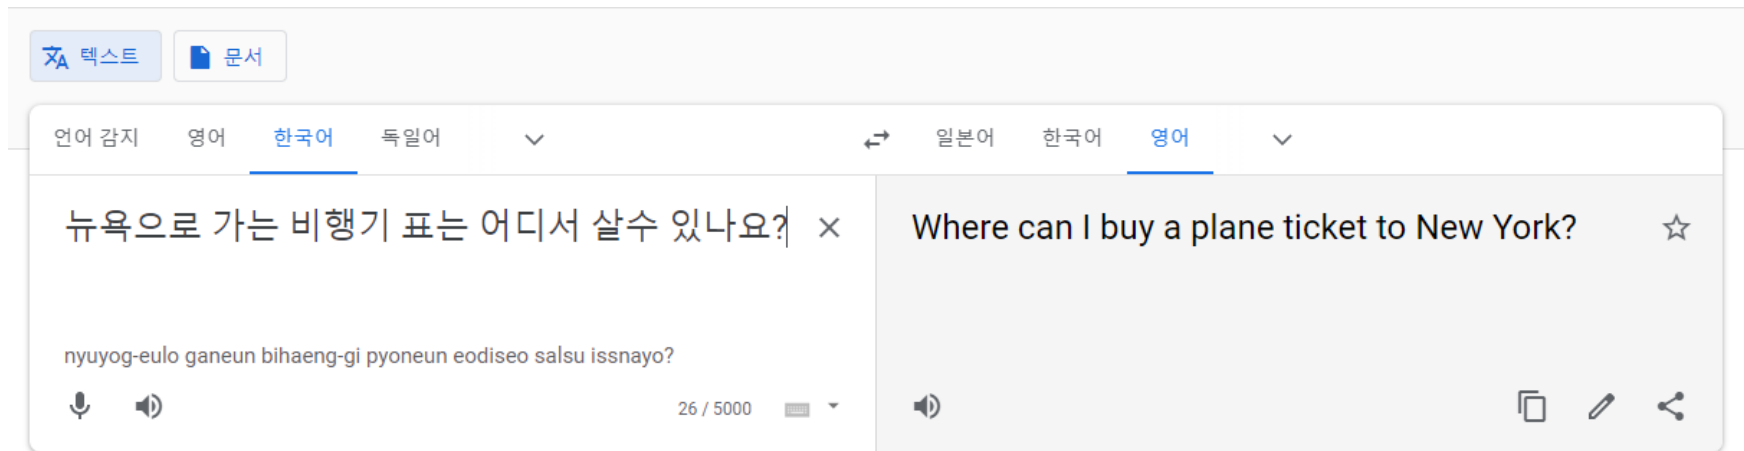 텍스트 문서
언어 감지 영어 한국어 독일어 일본어 한국어 영어
뉴욕으로 가는 비행기 표는 어디서 살수 있나요?
Where can I buy a plane ticket to New York?
nyuyog-eulo ganeun bihaeng-gi pyoneun eodiseo salsu issnayo?
26 / 5000